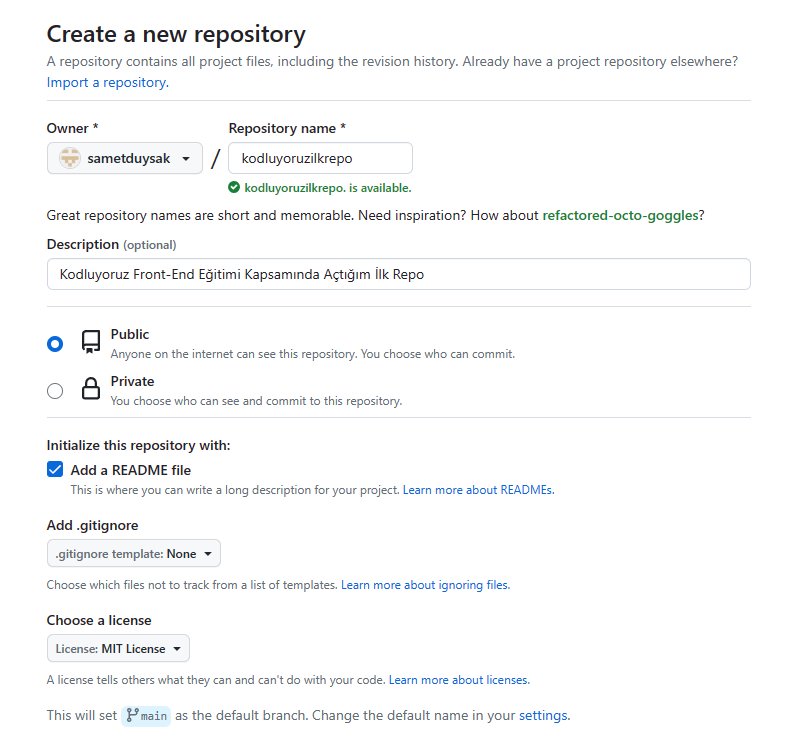 Create a new repository
A repository contains all project files, including the revision history. Already have a project repository elsewhere?
Import a repository.
Owner * Repository name *
sametduysak / kodluyoruzilkrepo
kodluyoruzilkrepo. is available.
Great repository names are short and memorable. Need inspiration? How about refactored-octo-goggles?
Description (optional)
Kodluyoruz Front-End Eğitimi Kapsamında Açtığım İlk Repo
Public
Anyone on the internet can see this repository. You choose who can commit.
Private
You choose who can see and commit to this repository.
Initialize this repository with:
Add a README file
This is where you can write a long description for your project. Learn more about READMEs.
Add .gitignore
.gitignore template: None
Choose which files not to track from a list of templates. Learn more about ignoring files.
Choose a license
License: MIT License
A license tells others what they can and can't do with your code. Learn more about licenses.
This will set main as the default branch. Change the default name in your settings.